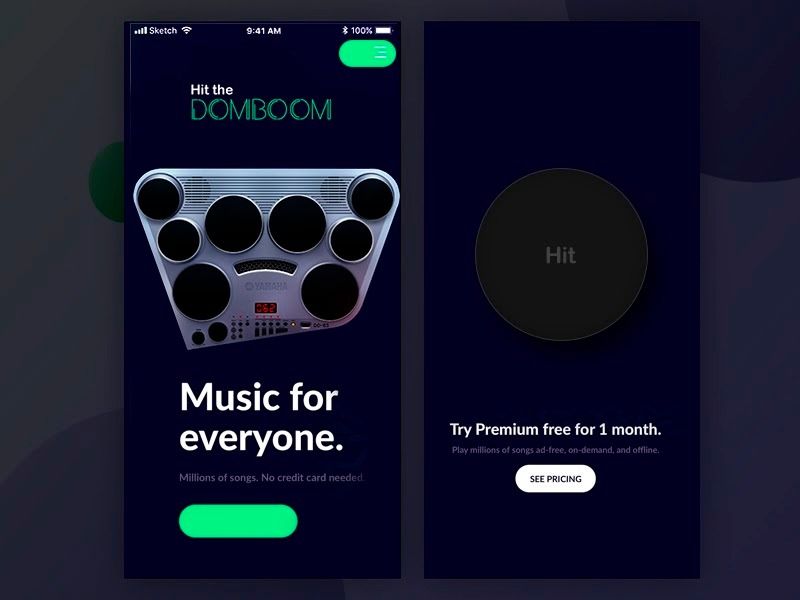 Sketch 9:41 AM 100%
Hit the
DOMBOOM
YAMAHA
DD-65
Music for
everyone.
Millions of songs. No credit card needed.
Hit
Try Premium free for 1 month.
Play millions of songs ad-free, on-demand, and offline.
SEE PRICING